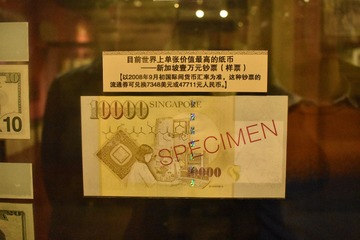 目前世界上单张价值最高的纸币
——新加坡壹万元钞票（样票）
【以2008年9月初国际间货币汇率为准，这种钞票的
流通券可兑换7348美元或47711元人民币。】
10000
SINGAPORE
SPECIMEN
10000
10